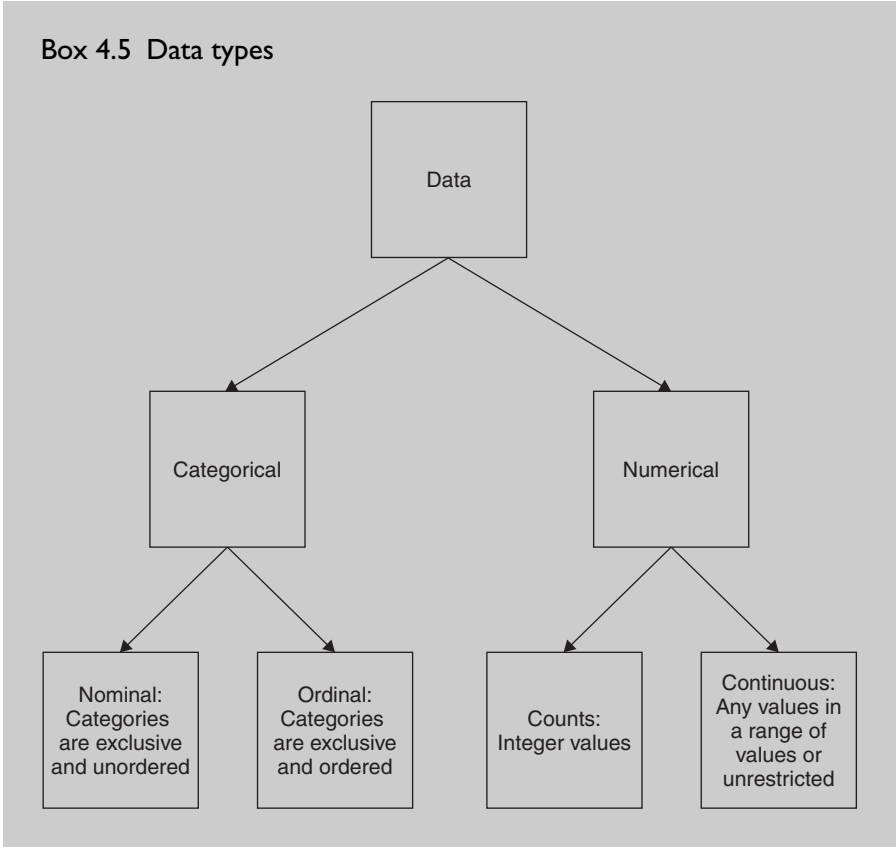 Box 4.5 Data types
Data
Categorical
Numerical
Nominal:
Categories
are exclusive
and unordered
Ordinal:
Categories
are exclusive
and ordered
Counts:
Integer values
Continuous:
Any values in
a range of
values or
unrestricted